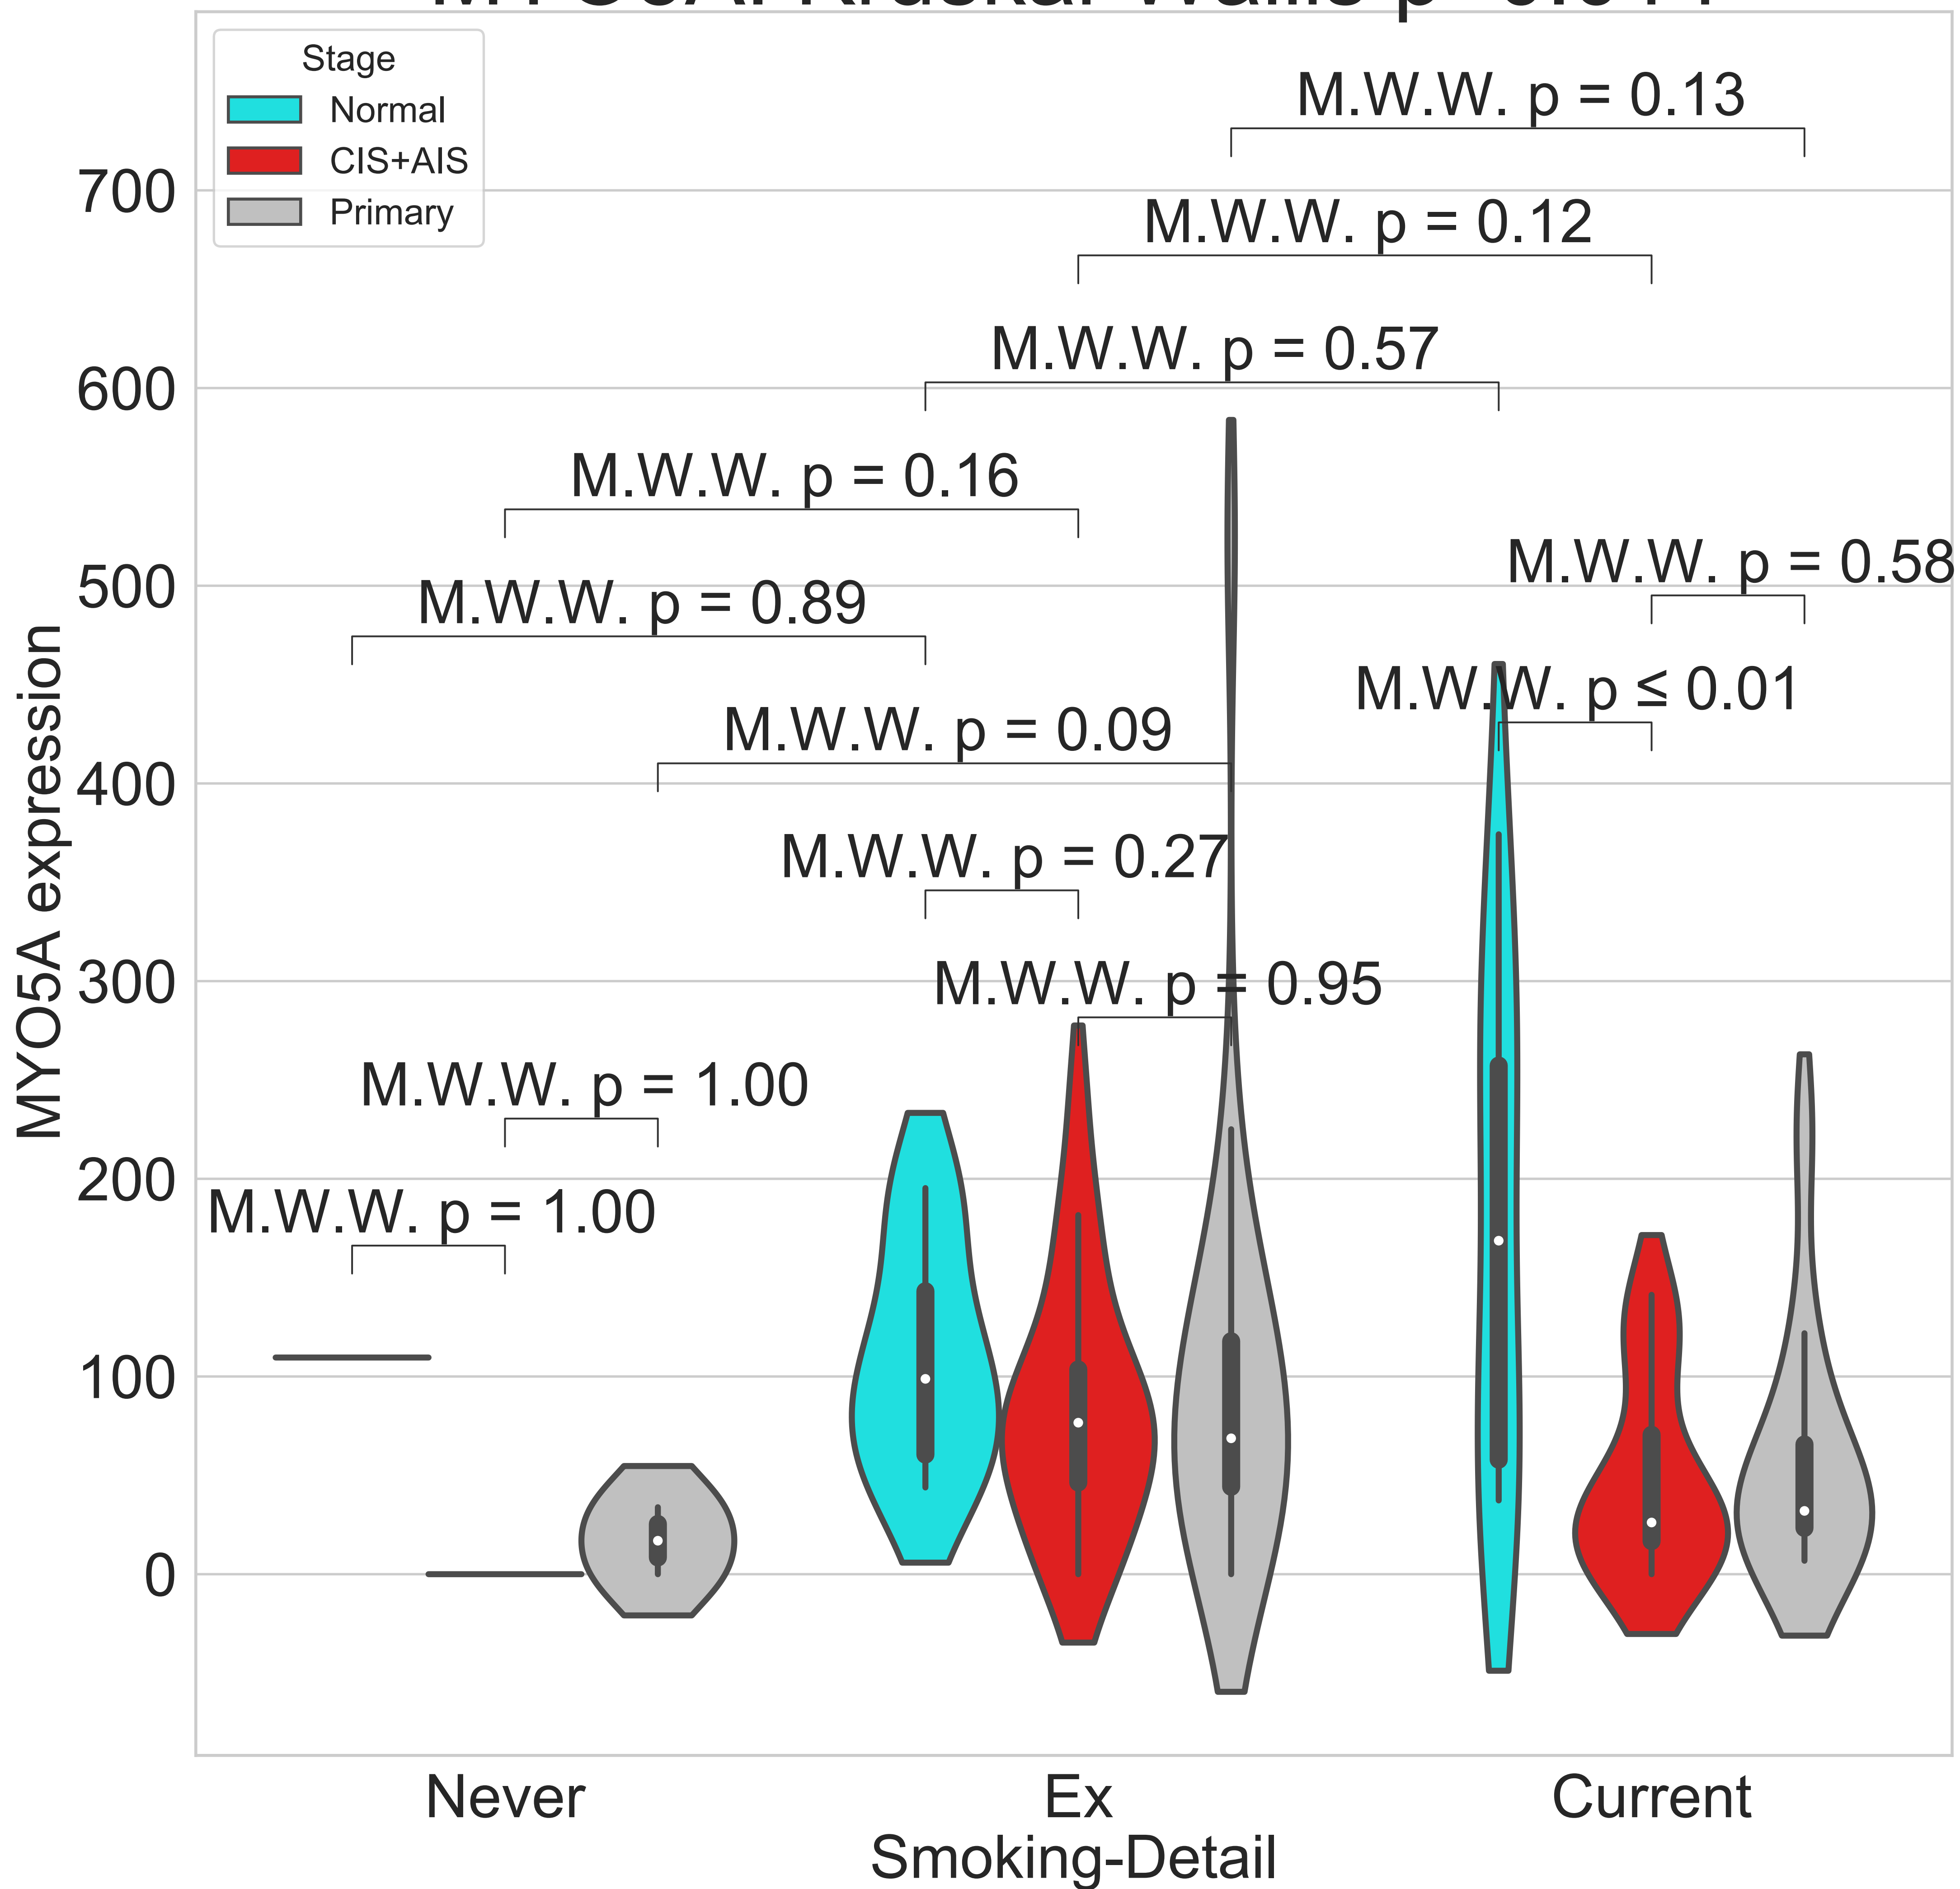 Stage
Normal
CIS+AIS
Primary
M.W.W. p = 0.13
M.W.W. p = 0.12
M.W.W. p = 0.57
M.W.W. p = 0.16
M.W.W. p = 0.58
M.W.W. p = 0.89
M.W.W. p ≤ 0.01
M.W.W. p = 0.09
M.W.W. p = 0.27
M.W.W. p = 0.95
M.W.W. p = 1.00
M.W.W. p = 1.00
700
600
500
400
300
200
100
0
MYO5A expression
Never
Ex
Current
Smoking-Detail